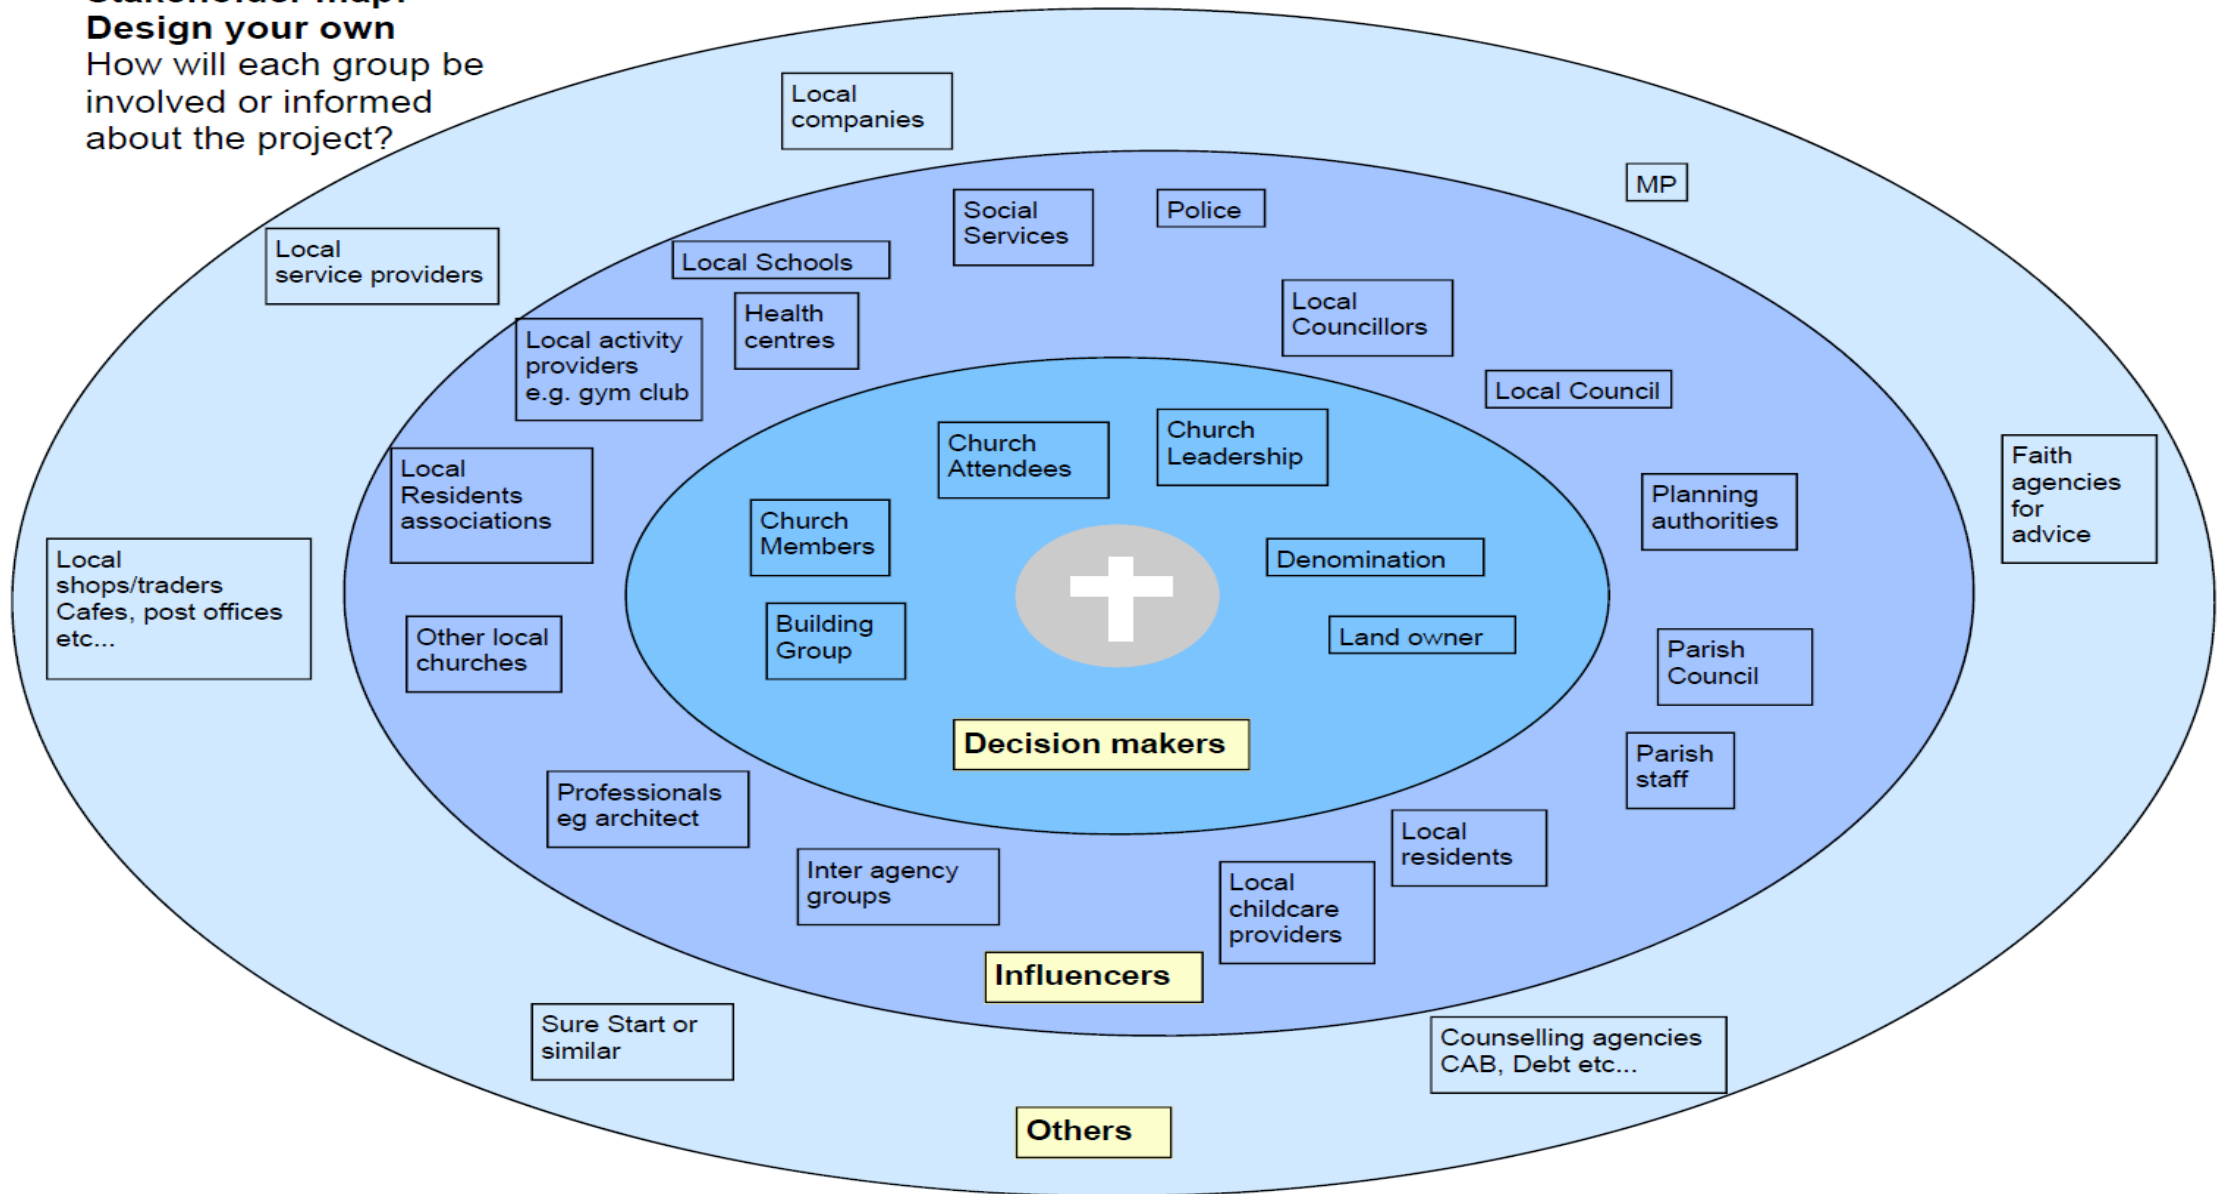 Stakeholder map:
Design your own
How will each group be
involved or informed
about the project?
Local
companies
MP
Social
Services
Police
Local
service providers
Local Schools
Health
centres
Local
Councillors
Local activity
providers
e.g. gym club
Local Council
Church
Attendees
Church
Leadership
Local
Residents
associations
Planning
authorities
Faith
agencies
for
advice
Church
Members
Denomination
Local
shops/traders
Cafes, post offices
etc...
Building
Group
Land owner
Other local
churches
Parish
Council
Decision makers
Parish
staff
Professionals
eg architect
Local
residents
Inter agency
groups
Local
childcare
providers
Influencers
Sure Start or
similar
Counselling agencies
CAB, Debt etc...
Others